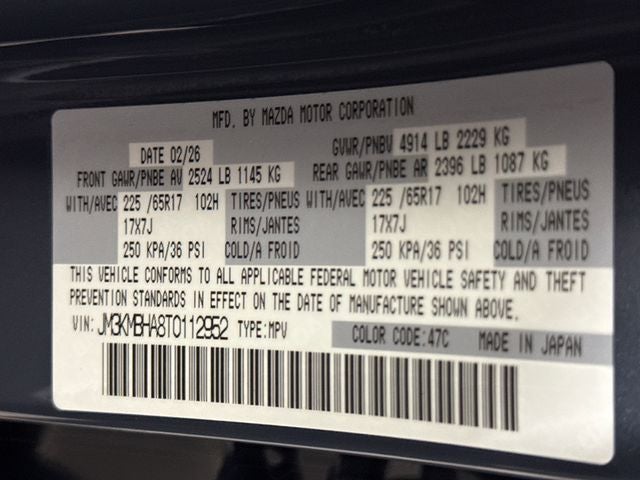 MFD. BY MAZDA MOTOR CORPORATION
DATE 02/26 GVWR/PNBV 4914 LB 2229 KG
FRONT GAWR/PNBE AV 2524 LB 1145 KG REAR GAWR/PNBE AR 2396 LB 1087 KG
WITH/AVEC 225 /65R17 102H TIRES/PNEUS WITH/AVEC 225 /65R17 102H TIRES/PNEUS
17X7J RIMS/JANTES 17X7J RIMS/JANTES
250 KPA/36 PSI COLD/A FROID 250 KPA/36 PSI COLD/A FROID
THIS VEHICLE CONFORMS TO ALL APPLICABLE FEDERAL MOTOR VEHICLE SAFETY AND THEFT
PREVENTION STANDARDS IN EFFECT ON THE DATE OF MANUFACTURE SHOWN ABOVE.
VIN: JM3KMBHA8T0112952 TYPE: MPV COLOR CODE: 47C MADE IN JAPAN